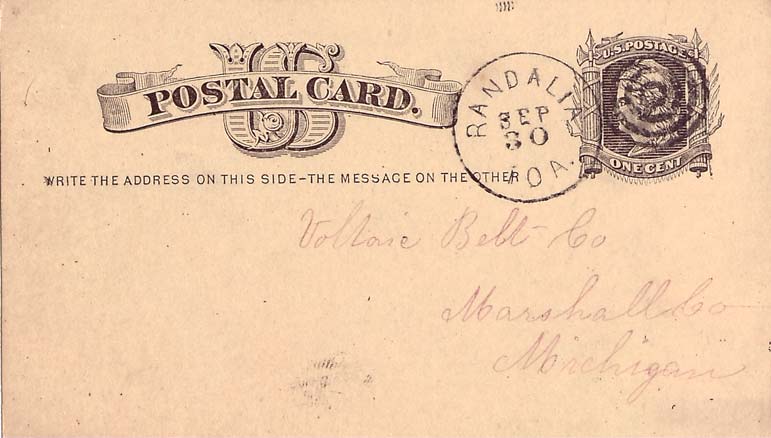 US
POSTAL CARD.
WRITE THE ADDRESS ON THIS SIDE–THE MESSAGE ON THE OTHER
RANDALIA
SEP
30
IOA.
U.S. POSTAGE
ONE CENT
Voltaic Belt Co
Marshall Co
Michigan